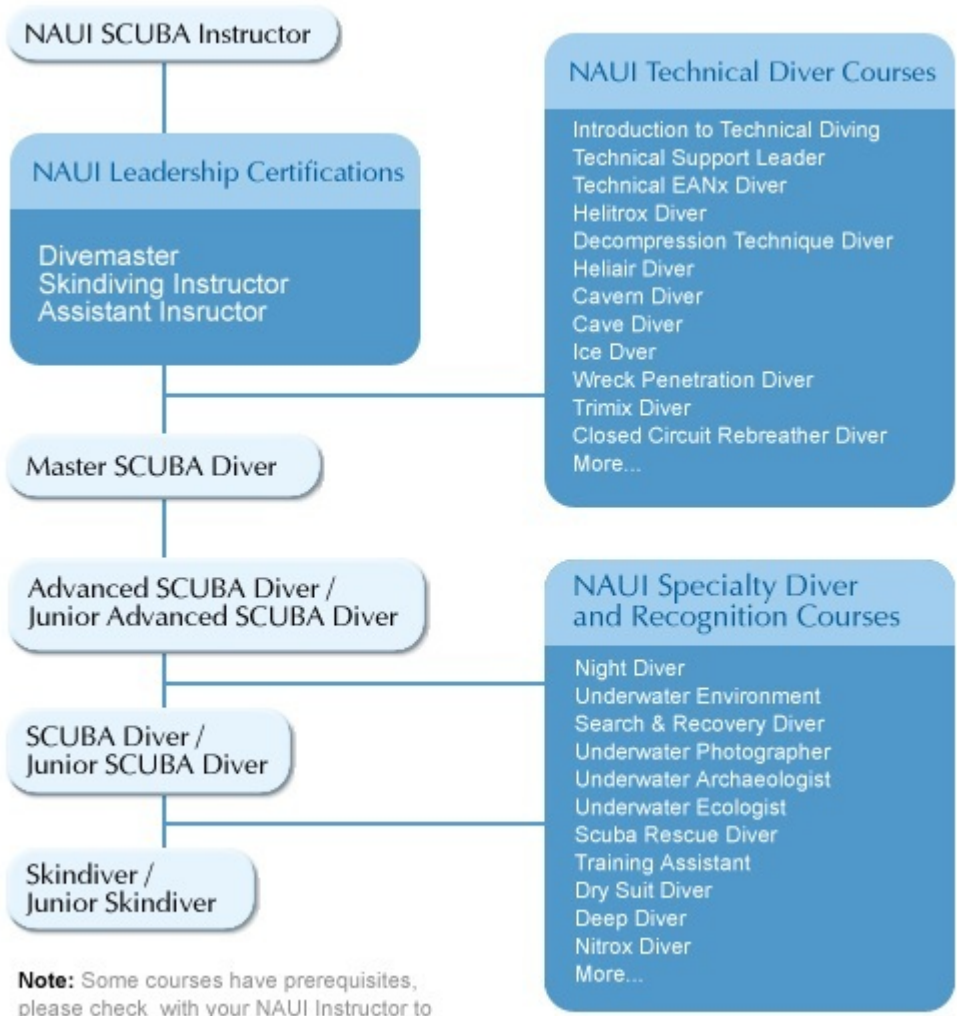 NAUI SCUBA Instructor
NAUI Leadership Certifications
Divemaster
Skindiving Instructor
Assistant Insructor
Master SCUBA Diver
Advanced SCUBA Diver /
Junior Advanced SCUBA Diver
SCUBA Diver /
Junior SCUBA Diver
Skindiver /
Junior Skindiver
Note: Some courses have prerequisites,
please check with your NAUI Instructor to
NAUI Technical Diver Courses
Introduction to Technical Diving
Technical Support Leader
Technical EANx Diver
Helitrox Diver
Decompression Technique Diver
Heliair Diver
Cavern Diver
Cave Diver
Ice Dver
Wreck Penetration Diver
Trimix Diver
Closed Circuit Rebreather Diver
More...
NAUI Specialty Diver
and Recognition Courses
Night Diver
Underwater Environment
Search & Recovery Diver
Underwater Photographer
Underwater Archaeologist
Underwater Ecologist
Scuba Rescue Diver
Training Assistant
Dry Suit Diver
Deep Diver
Nitrox Diver
More...